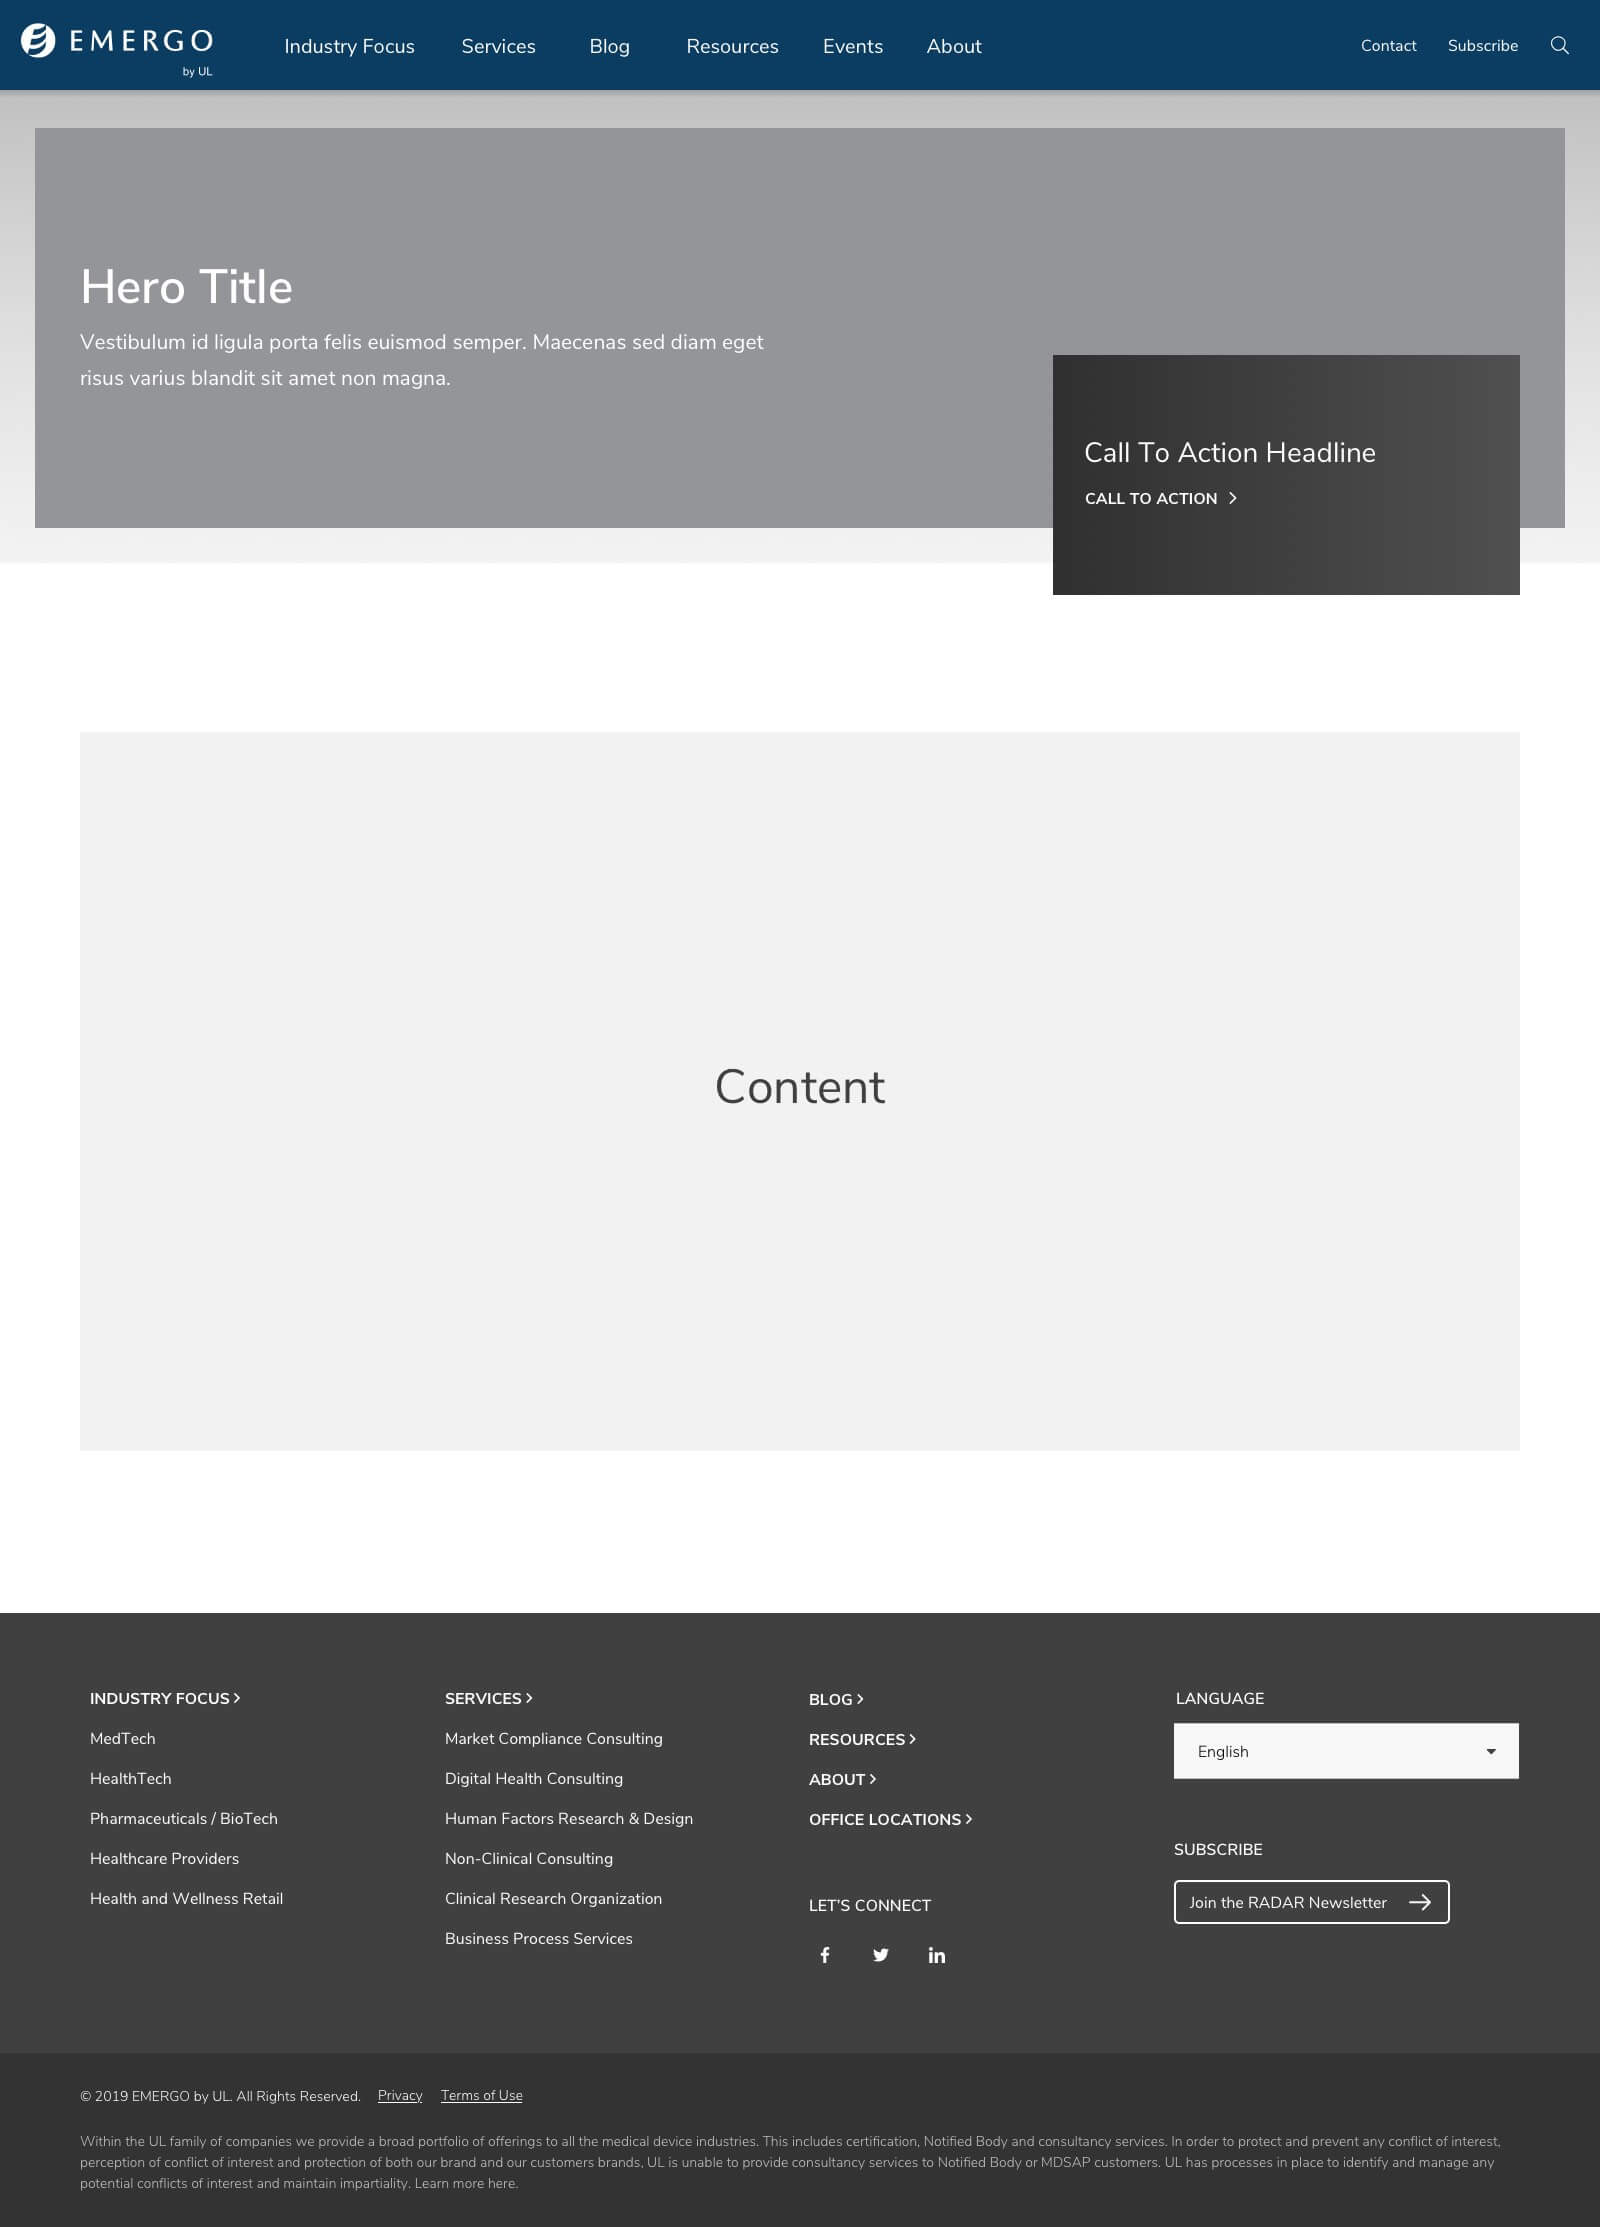 EMERGO
by UL
Industry Focus Services Blog Resources Events About
Contact Subscribe
Hero Title
Vestibulum id ligula porta felis euismod semper. Maecenas sed diam eget
risus varius blandit sit amet non magna.
Call To Action Headline
CALL TO ACTION
Content
INDUSTRY FOCUS
MedTech
HealthTech
Pharmaceuticals / BioTech
Healthcare Providers
Health and Wellness Retail
SERVICES
Market Compliance Consulting
Digital Health Consulting
Human Factors Research & Design
Non-Clinical Consulting
Clinical Research Organization
Business Process Services
BLOG
RESOURCES
ABOUT
OFFICE LOCATIONS
LET'S CONNECT
LANGUAGE
English
SUBSCRIBE
Join the RADAR Newsletter
© 2019 EMERGO by UL. All Rights Reserved. Privacy Terms of Use
Within the UL family of companies we provide a broad portfolio of offerings to all the medical device industries. This includes certification, Notified Body and consultancy services. In order to protect and prevent any conflict of interest,
perception of conflict of interest and protection of both our brand and our customers brands, UL is unable to provide consultancy services to Notified Body or MDSAP customers. UL has processes in place to identify and manage any
potential conflicts of interest and maintain impartiality. Learn more here.